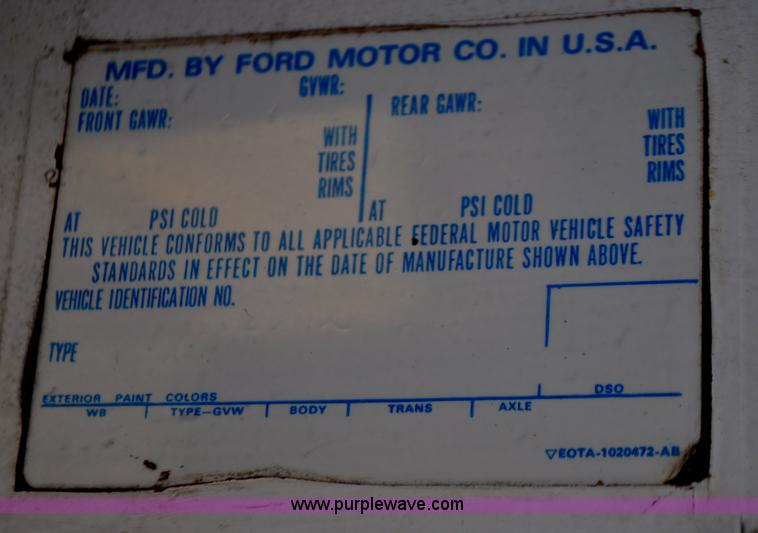 MFD. BY FORD MOTOR CO. IN U.S.A.
DATE: GVWR:
FRONT GAWR: REAR GAWR:
WITH WITH
TIRES TIRES
RIMS RIMS
AT PSI COLD AT PSI COLD
THIS VEHICLE CONFORMS TO ALL APPLICABLE FEDERAL MOTOR VEHICLE SAFETY
STANDARDS IN EFFECT ON THE DATE OF MANUFACTURE SHOWN ABOVE.
VEHICLE IDENTIFICATION NO.
TYPE
EXTERIOR PAINT COLORS DSO
WB TYPE-GVW BODY TRANS AXLE
▽EOTA-1020472-AB
www.purplewave.com